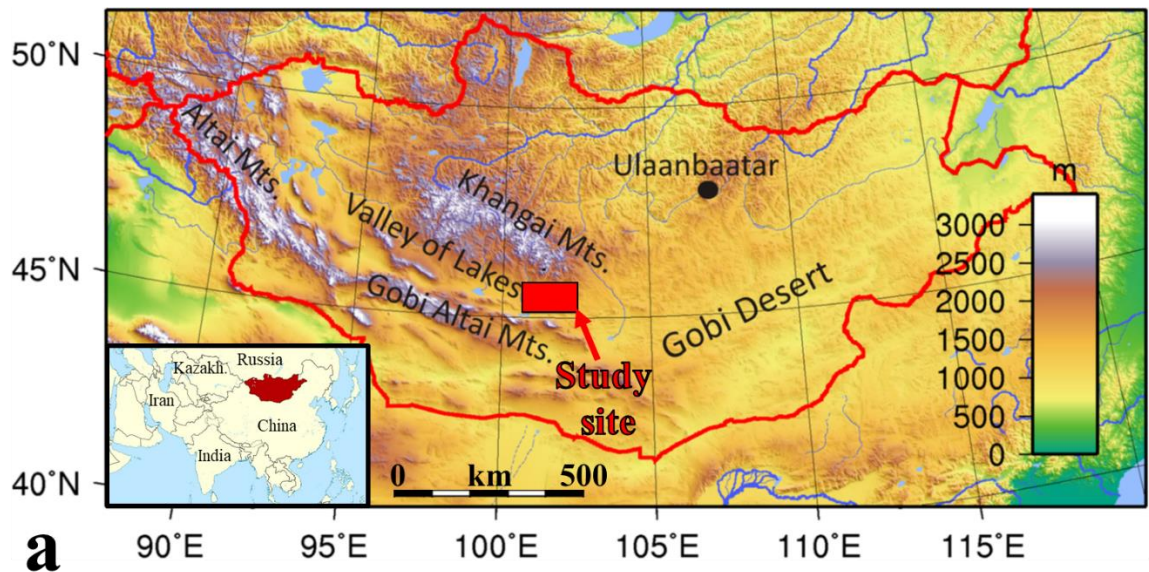 50°N
45°N
40°N
90°E
95°E
100°E
105°E
110°E
115°E
Altai Mts.
Valley of Lakes
Khangai Mts.
Gobi Altai Mts.
Ulaanbaatar
Gobi Desert
Study
site
m
3000
2500
2000
1500
1000
500
0
Russia
Kazakh.
Iran
China
India
0 km 500
a